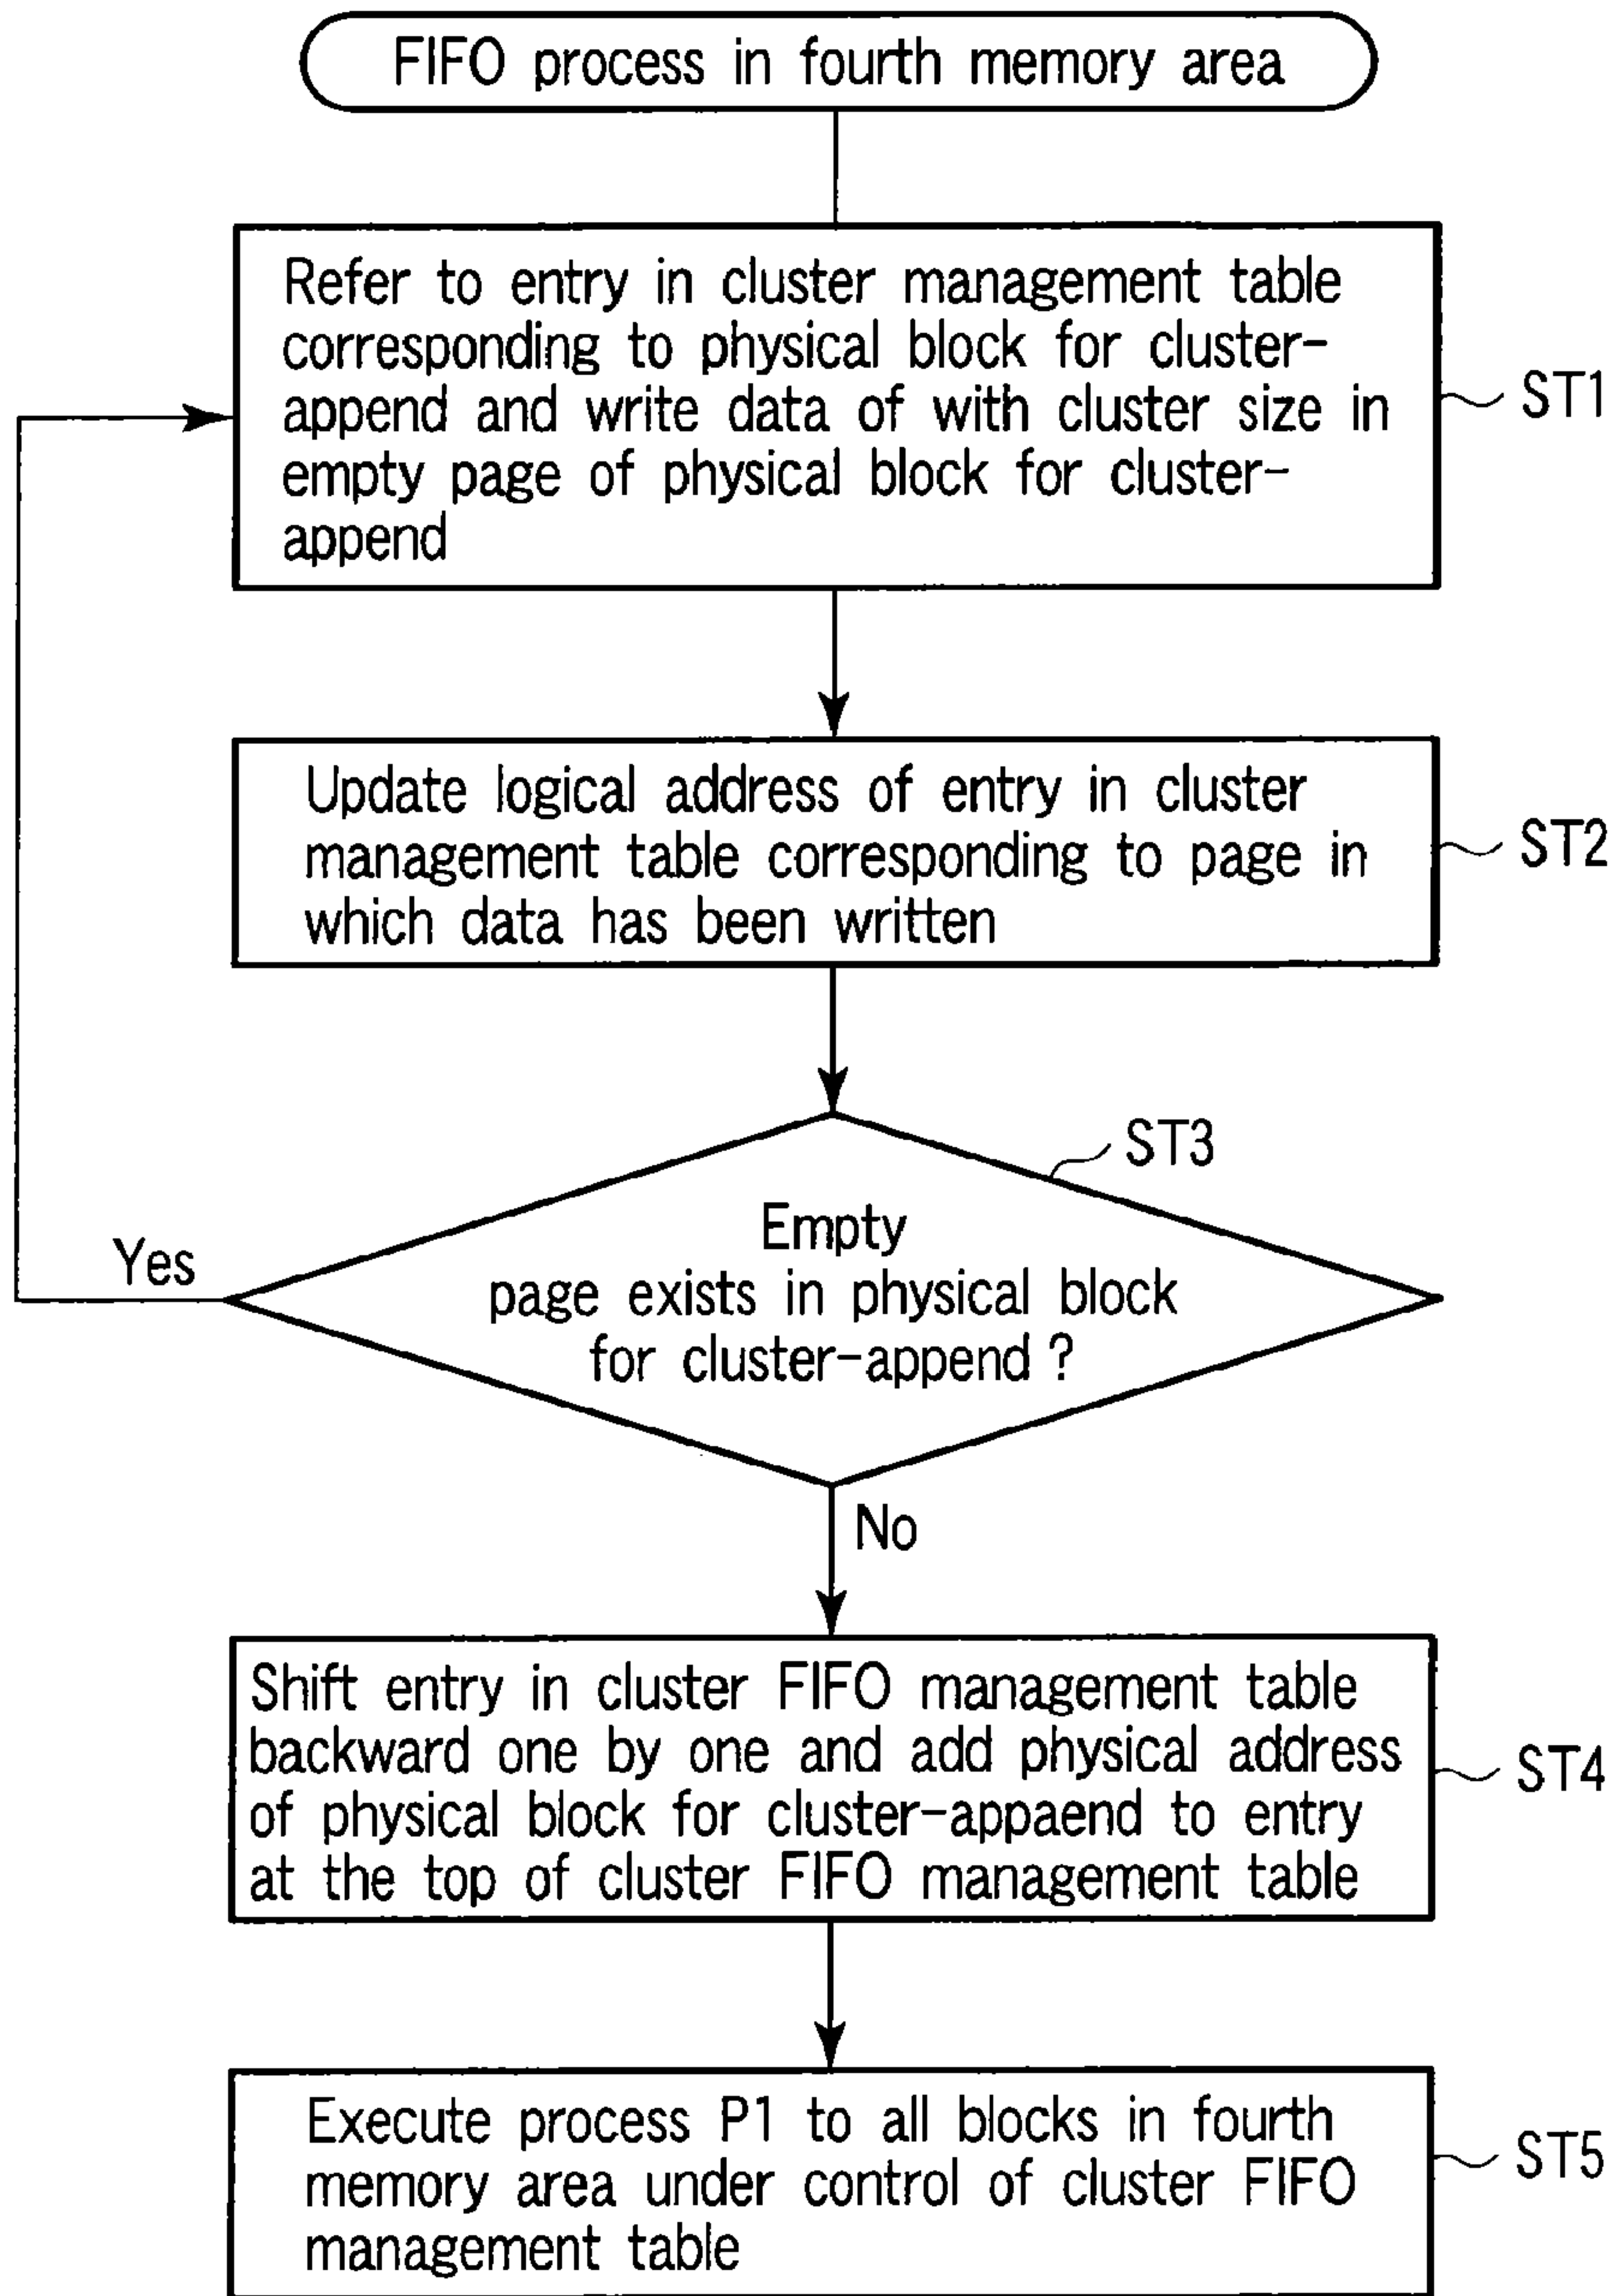 FIFO process in fourth memory area
Refer to entry in cluster management table
corresponding to physical block for cluster-
append and write data of with cluster size in
empty page of physical block for cluster-
append
ST1
Update logical address of entry in cluster
management table corresponding to page in
which data has been written
ST2
ST3
Empty
page exists in physical block
for cluster-append ?
Yes
No
Shift entry in cluster FIFO management table
backward one by one and add physical address
of physical block for cluster-appaend to entry
at the top of cluster FIFO management table
ST4
Execute process P1 to all blocks in fourth
memory area under control of cluster FIFO
management table
ST5